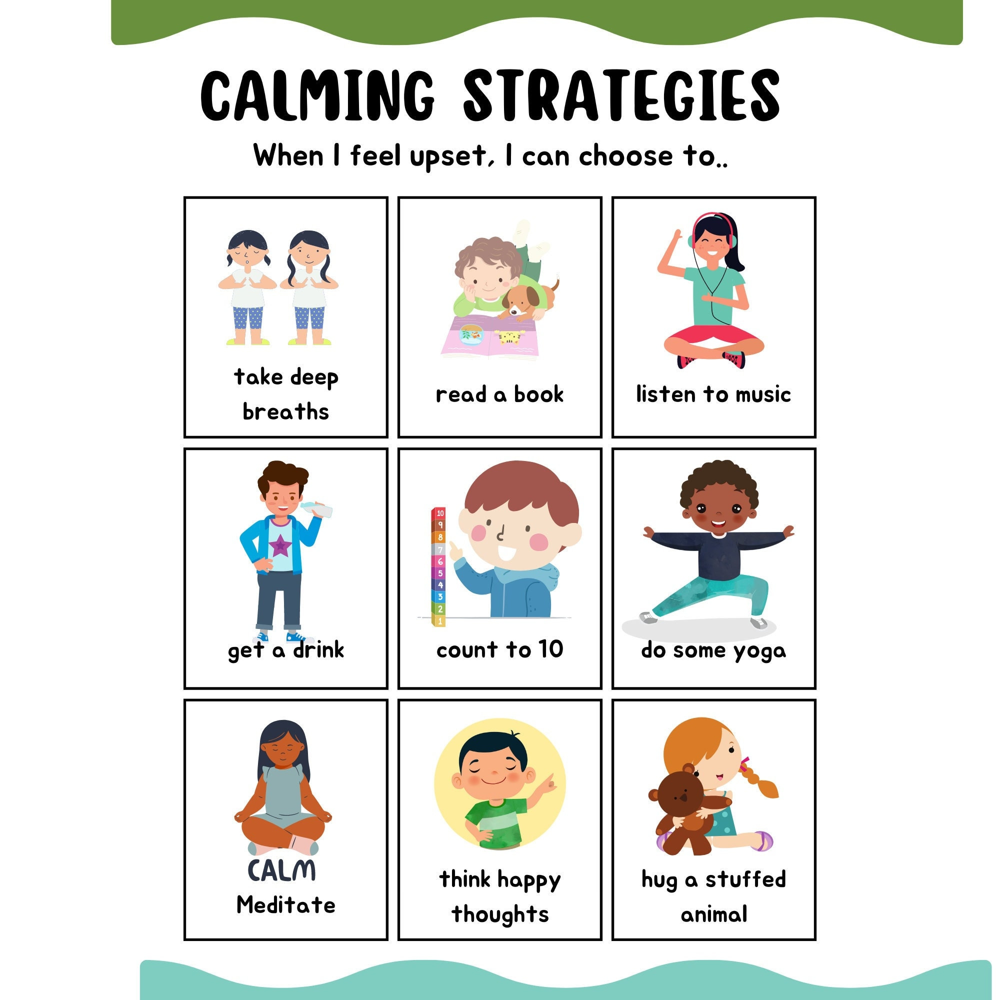 CALMING STRATEGIES
When I feel upset, I can choose to..
take deep
breaths
read a book
listen to music
get a drink
10
9
8
7
6
5
4
3
2
1
count to 10
do some yoga
CALM
Meditate
think happy
thoughts
hug a stuffed
animal